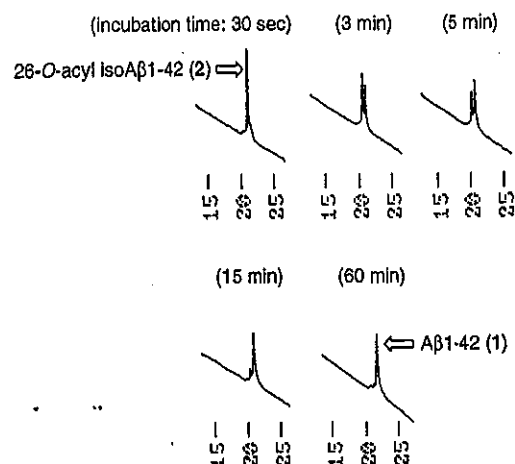 (incubation time: 30 sec) (3 min) (5 min)
26-O-acyl isoAβ1-42 (2)
15 20 25 15 20 25 15 20 25
(15 min) (60 min)
Aβ1-42 (1)
15 20 25 15 20 25